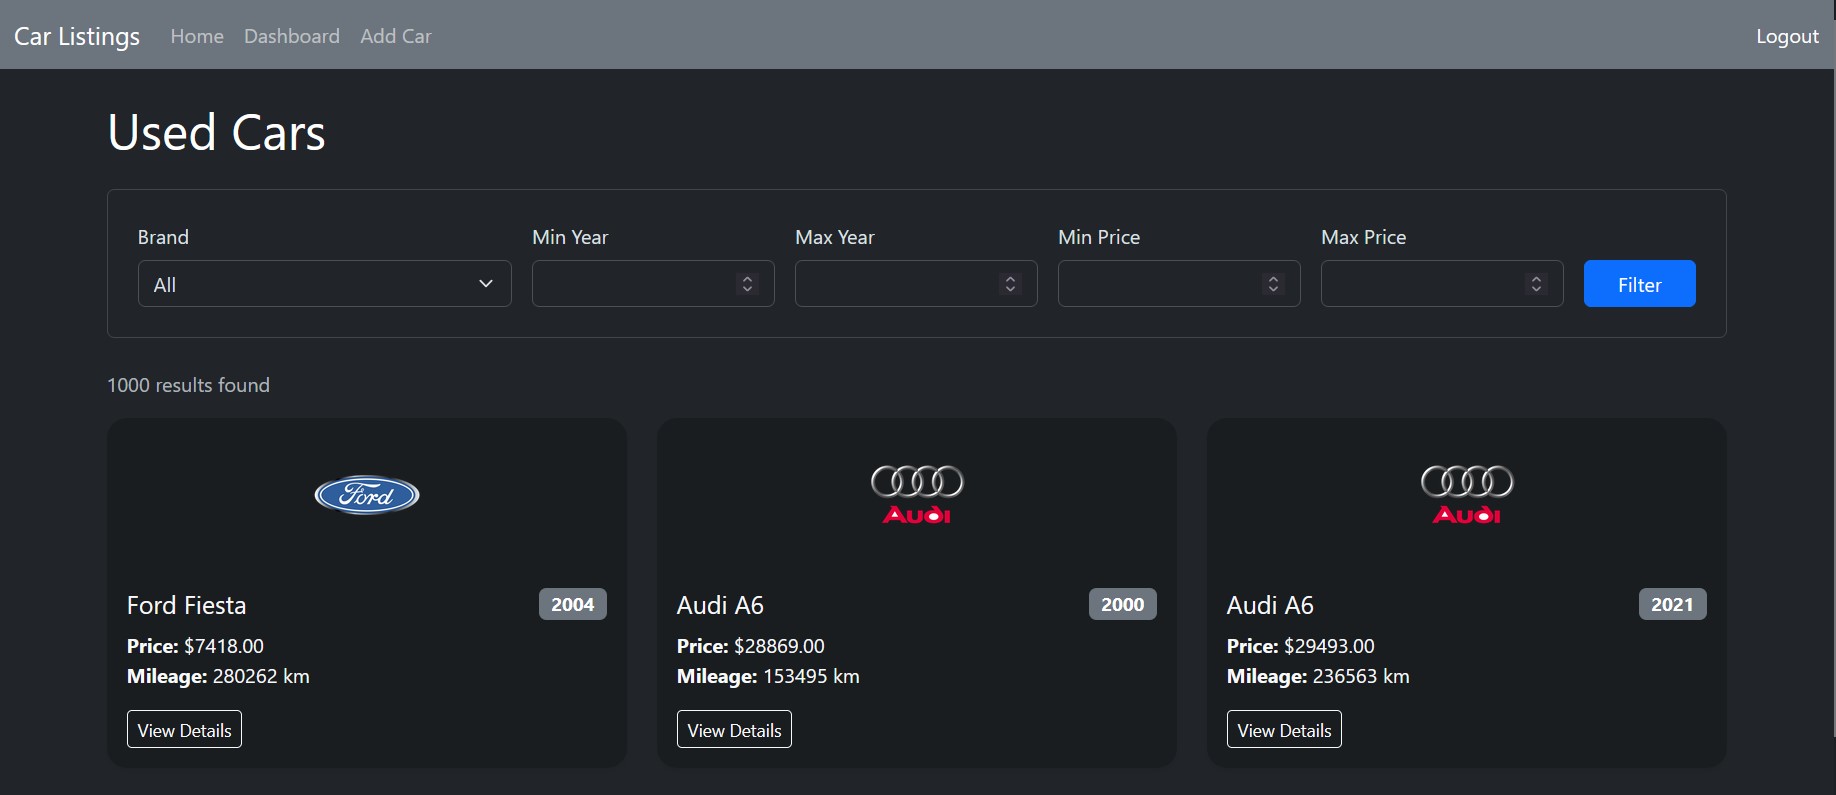 Car Listings Home Dashboard Add Car Logout
Used Cars
Brand Min Year Max Year Min Price Max Price
All Filter
1000 results found
Ford Audi Audi
Ford Fiesta 2004 Audi A6 2000 Audi A6 2021
Price: $7418.00 Price: $28869.00 Price: $29493.00
Mileage: 280262 km Mileage: 153495 km Mileage: 236563 km
View Details View Details View Details